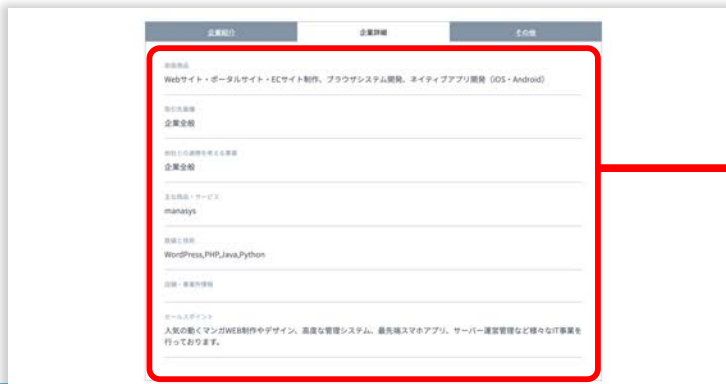 企業紹介 企業詳細 その他
取扱商品
Webサイト・ポータルサイト・ECサイト制作、ブラウザシステム開発、ネイティブアプリ開発（iOS・Android）
取引先業種
企業全般
他社との連携を考える業種
企業全般
主な商品・サービス
manasys
設備と技術
WordPress,PHP,Java,Python
店舗・事業所情報
セールスポイント
人気の動くマンガWEB制作やデザイン、高度な管理システム、最先端スマホアプリ、サーバー運営管理など様々なIT事業を
行っております。